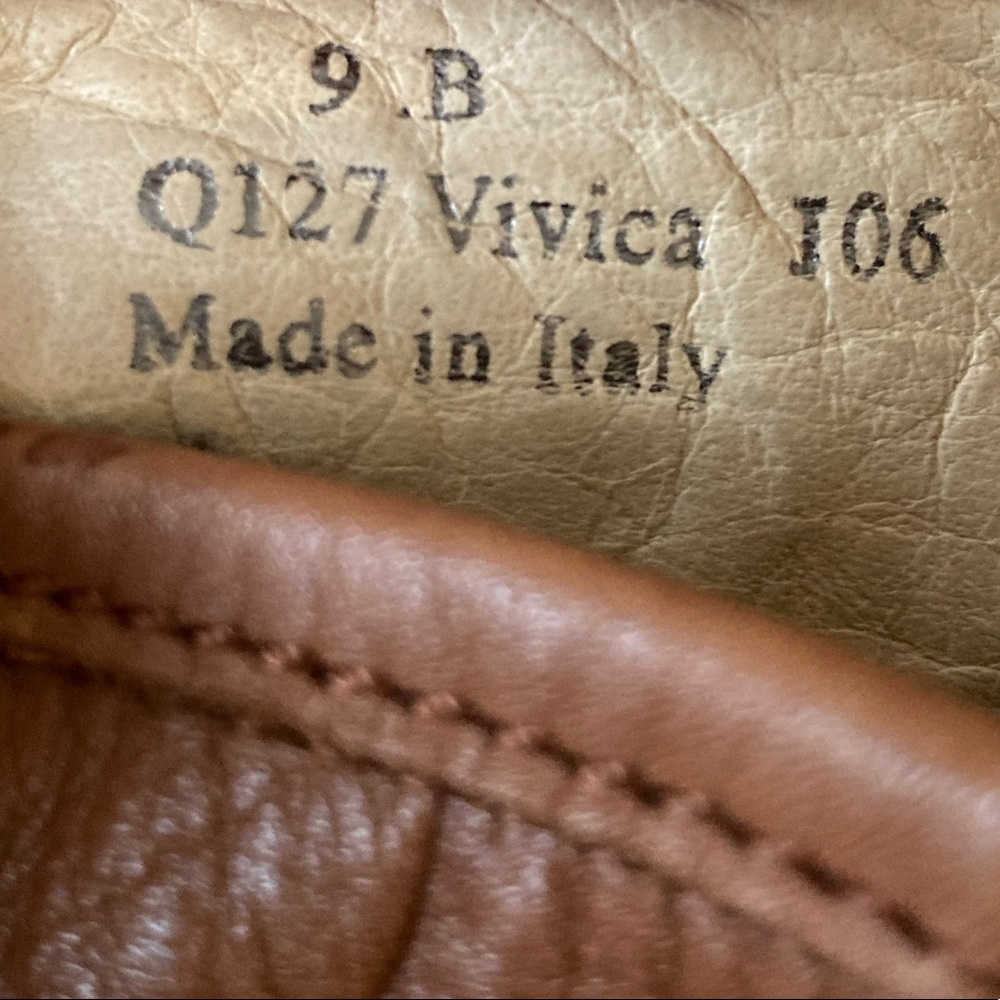 9 .B
Q127 Vivica I06
Made in Italy